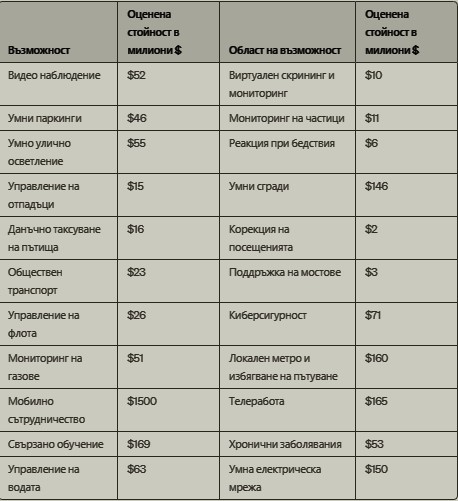 Възможност | Оценена стойност в милиони $ | Област на възможност | Оценена стойност в милиони $
Видео наблюдение | $52 | Виртуален скрининг и мониторинг | $10
Умни паркинги | $46 | Мониторинг на частици | $11
Умно улично осветление | $55 | Реакция при бедствия | $6
Управление на отпадъци | $15 | Умни сгради | $146
Данъчно таксуване на пътища | $16 | Корекция на посещенията | $2
Обществен транспорт | $23 | Поддръжка на мостове | $3
Управление на флота | $26 | Киберсигурност | $71
Мониторинг на газове | $51 | Локален метро и избягване на пътуване | $160
Мобилно сътрудничество | $1500 | Телеработа | $165
Свързано обучение | $169 | Хронични заболявания | $53
Управление на водата | $63 | Умна електрическа мрежа | $150